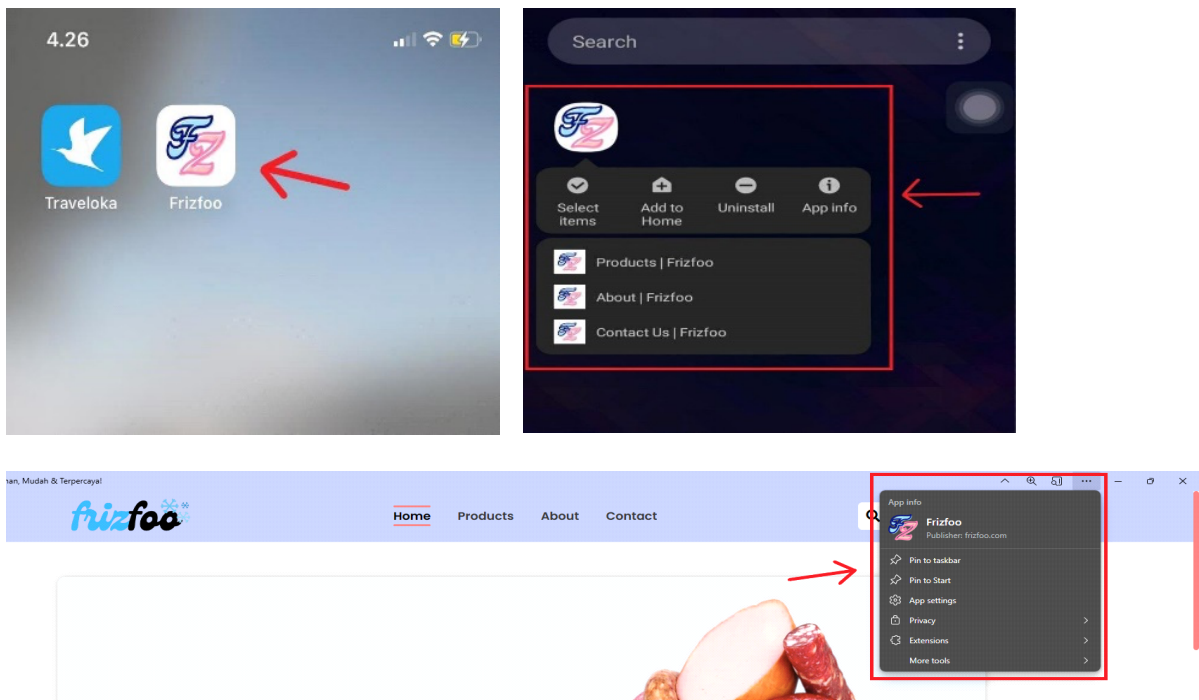 4.26
Traveloka
Frizfoo
Search
Select items
Add to Home
Uninstall
App info
Products | Frizfoo
About | Frizfoo
Contact Us | Frizfoo
Mudah & Terpercaya!
frizfoo
Home
Products
About
Contact
App info
Frizfoo
Publisher: frizfoo.com
Pin to taskbar
Pin to Start
App settings
Privacy
Extensions
More tools